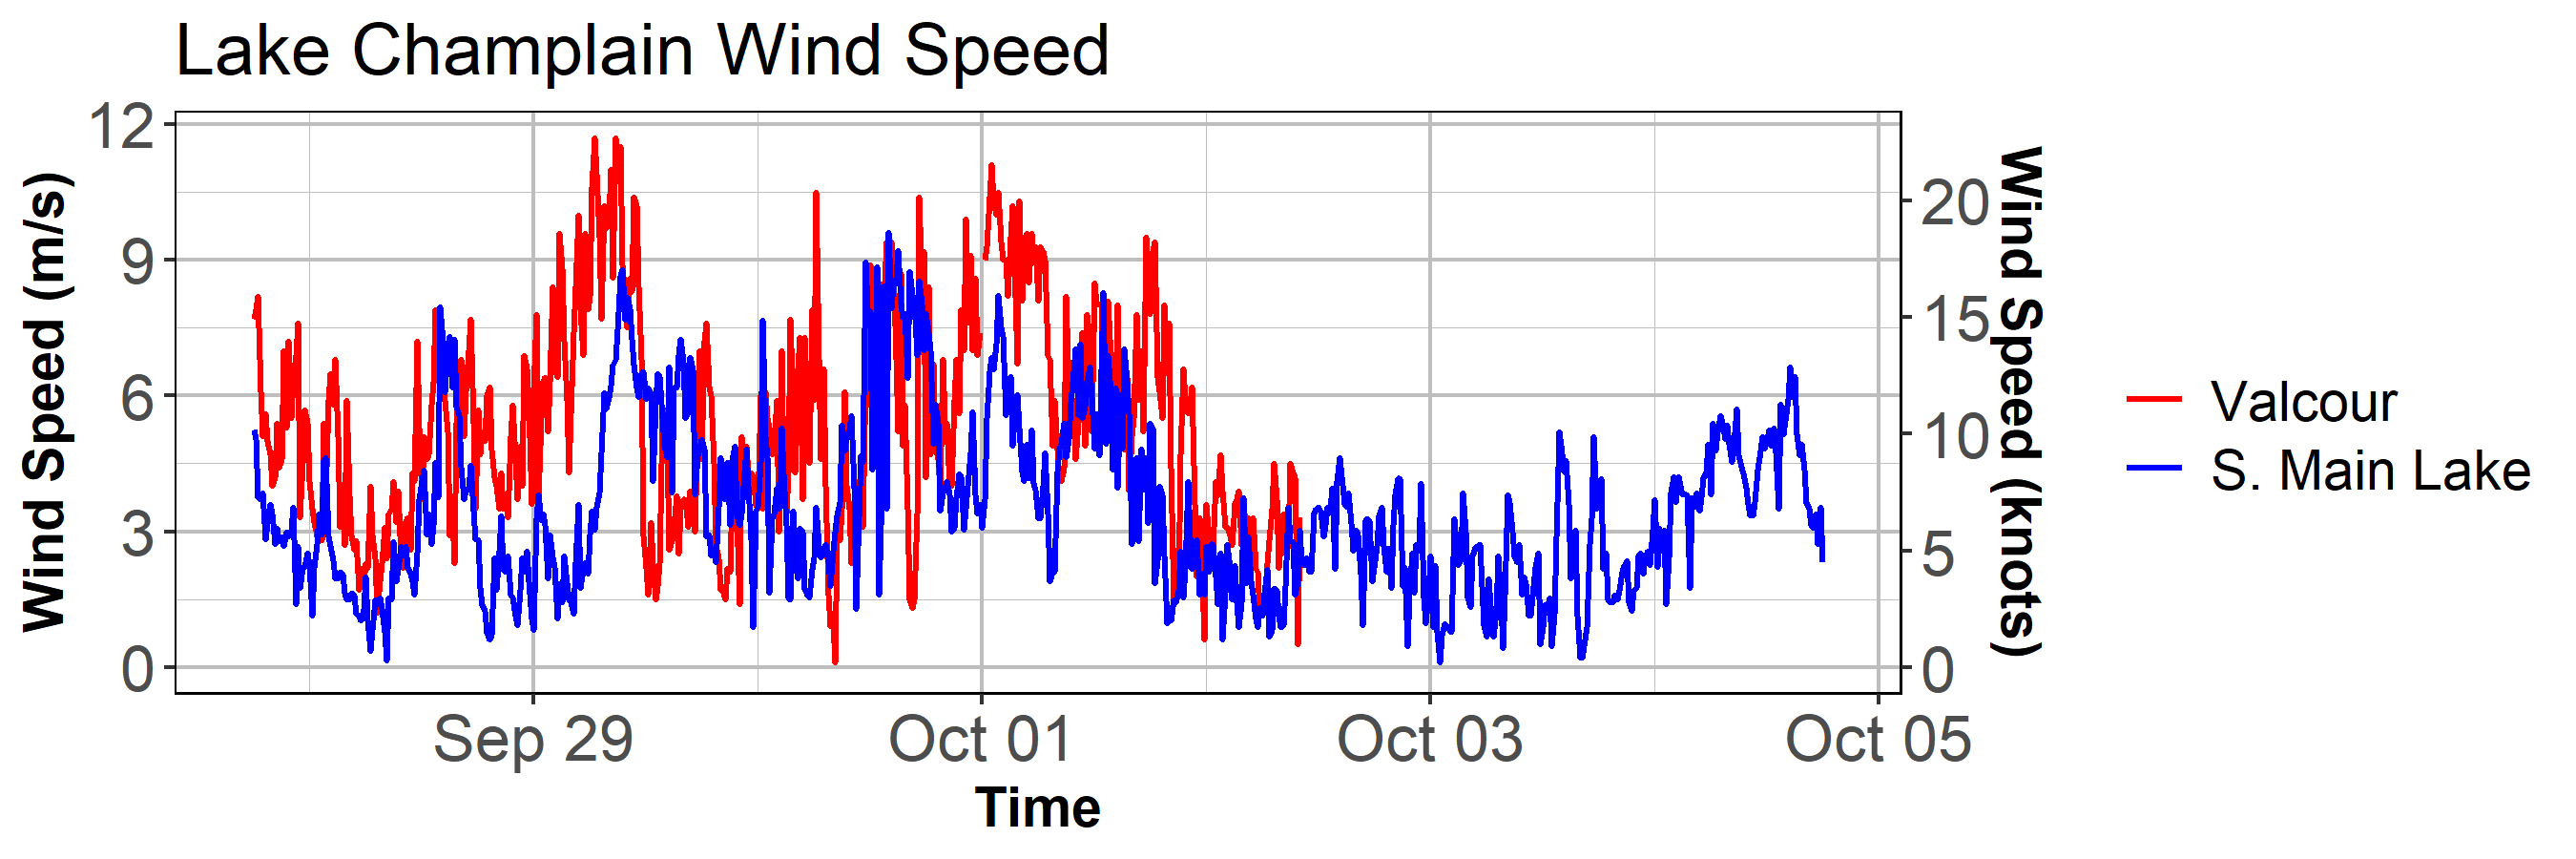 Lake Champlain Wind Speed
Wind Speed (m/s)
12
9
6
3
0
Wind Speed (knots)
20
15
10
5
0
Sep 29
Oct 01
Oct 03
Oct 05
Time
Valcour
S. Main Lake